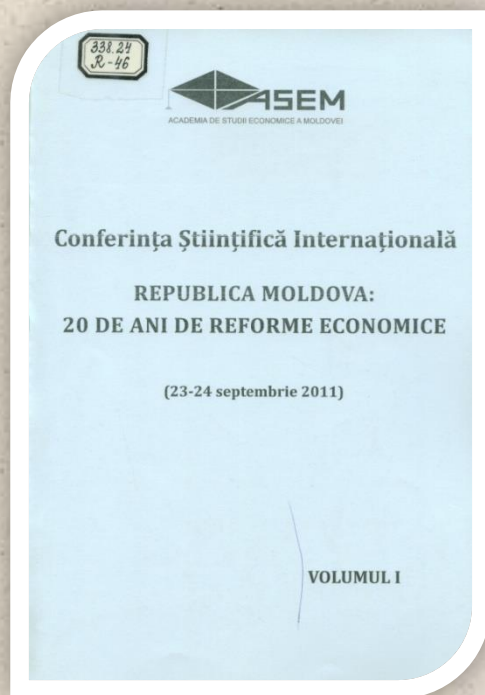 338.24
R-46
ASEM
ACADEMIA DE STUDII ECONOMICE A MOLDOVEI
Conferința Științifică Internațională
REPUBLICA MOLDOVA:
20 DE ANI DE REFORME ECONOMICE
(23-24 septembrie 2011)
VOLUMUL I